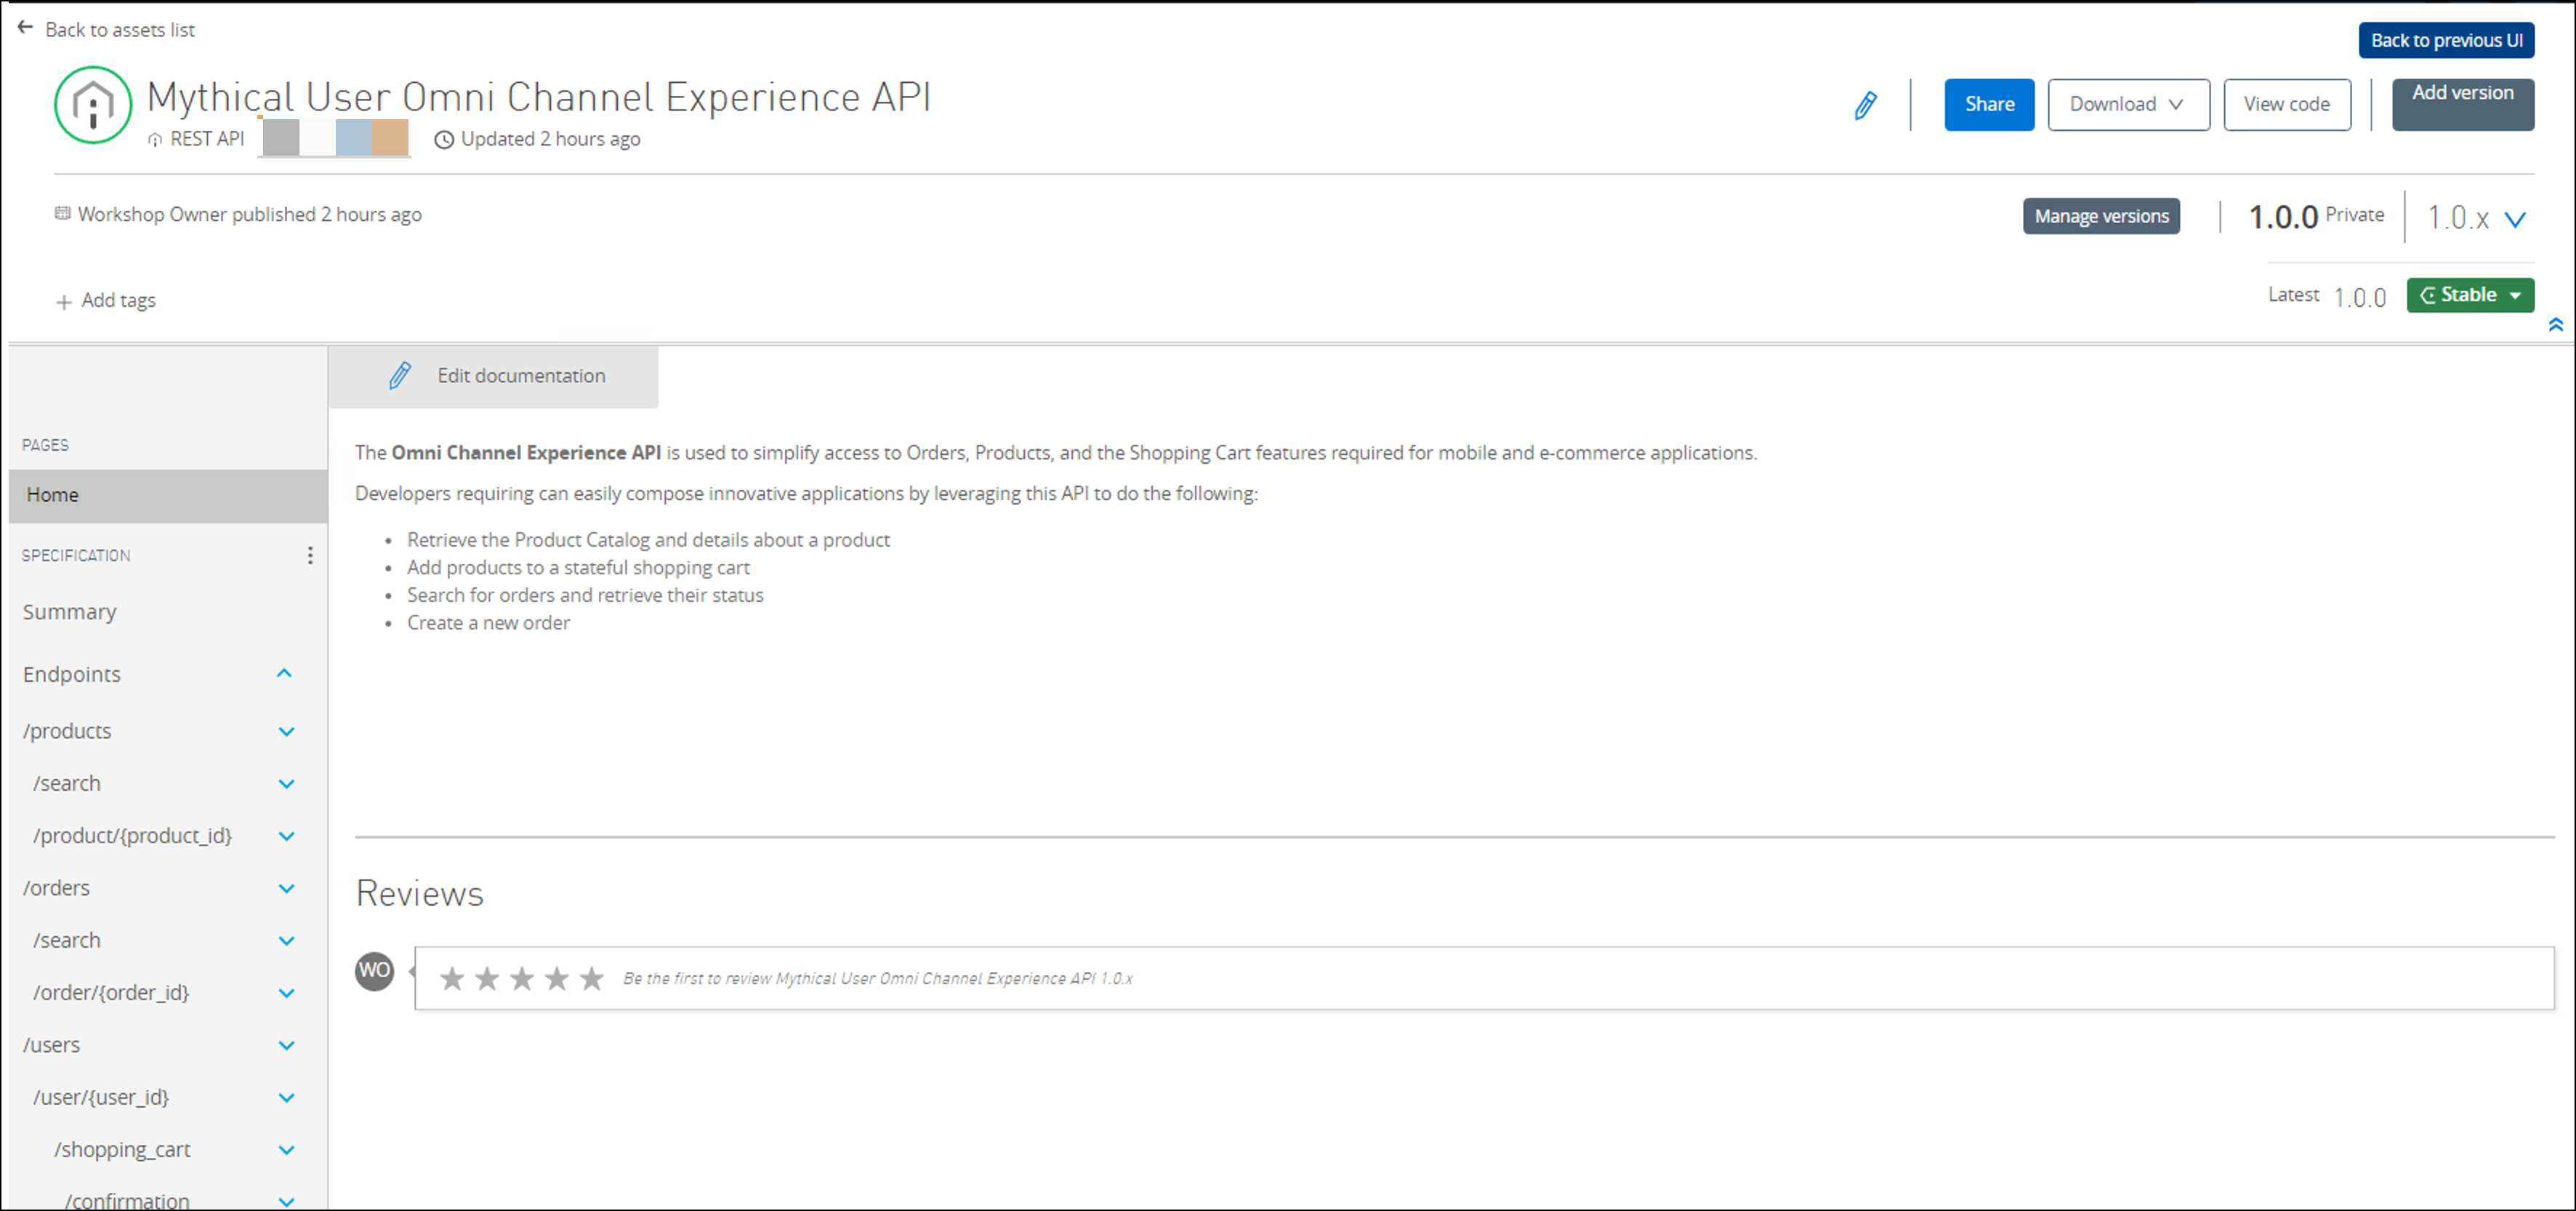 Back to assets list
Back to previous UI
Mythical User Omni Channel Experience API
Share
Download
View code
Add version
REST API
Updated 2 hours ago
Workshop Owner published 2 hours ago
Manage versions
1.0.0 Private
1.0.x
Add tags
Latest 1.0.0
Stable
PAGES
Home
SPECIFICATION
Summary
Endpoints
/products
/search
/product/{product_id}
/orders
/search
/order/{order_id}
/users
/user/{user_id}
/shopping_cart
/confirmation
Edit documentation
The Omni Channel Experience API is used to simplify access to Orders, Products, and the Shopping Cart features required for mobile and e-commerce applications.
Developers requiring can easily compose innovative applications by leveraging this API to do the following:
Retrieve the Product Catalog and details about a product
Add products to a stateful shopping cart
Search for orders and retrieve their status
Create a new order
Reviews
WO
Be the first to review Mythical User Omni Channel Experience API 1.0.x